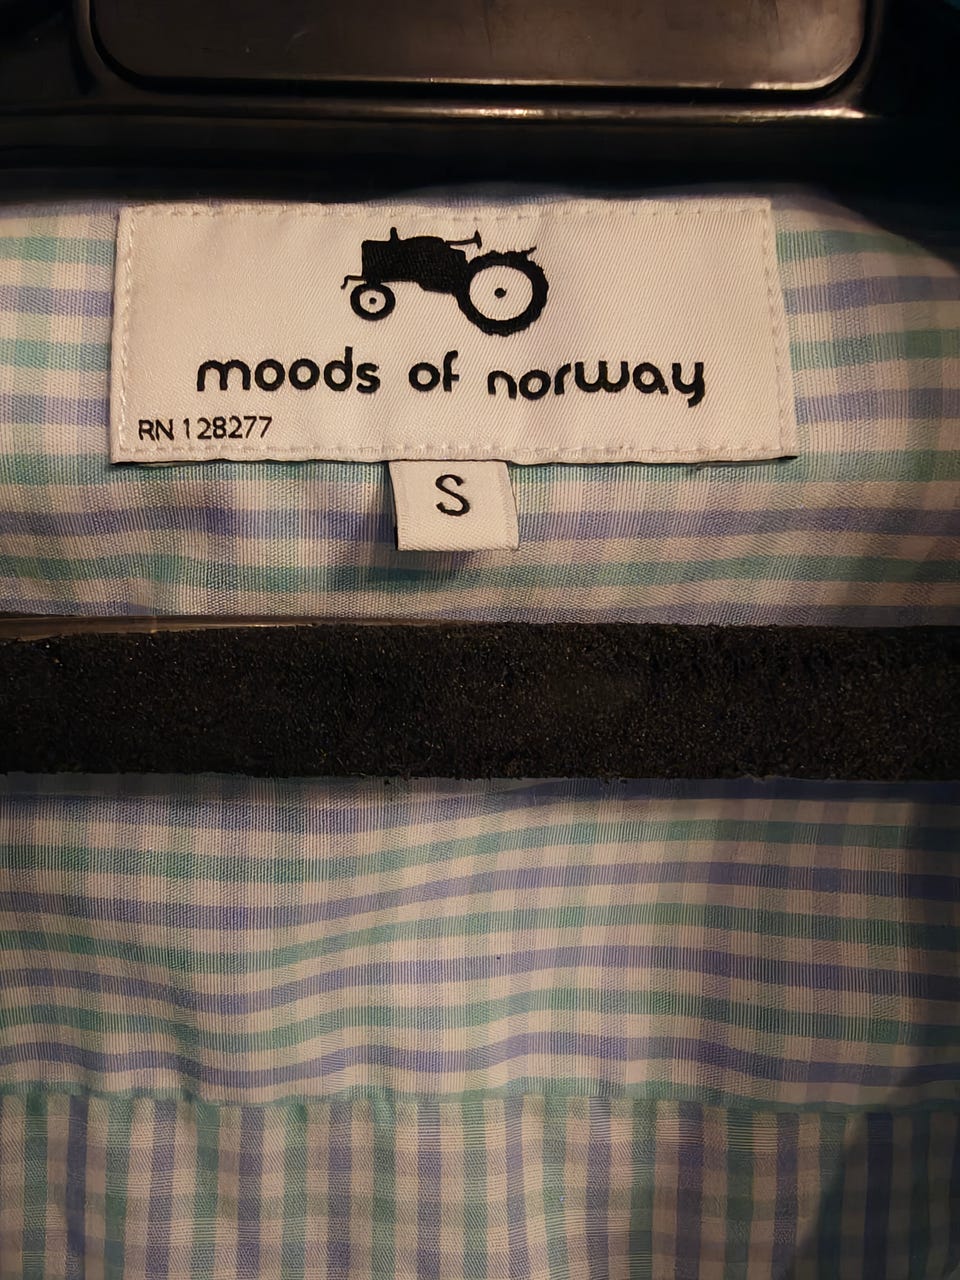 moods of norway
RN 128277
S